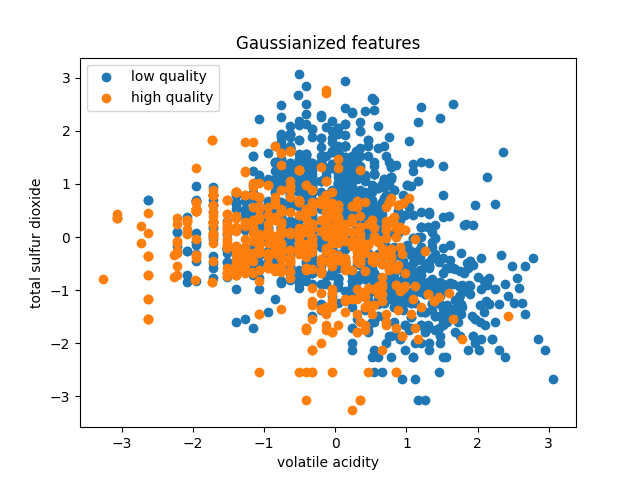 Gaussianized features
low quality
high quality
total sulfur dioxide
3
2
1
0
−1
−2
−3
−3
−2
−1
0
1
2
3
volatile acidity